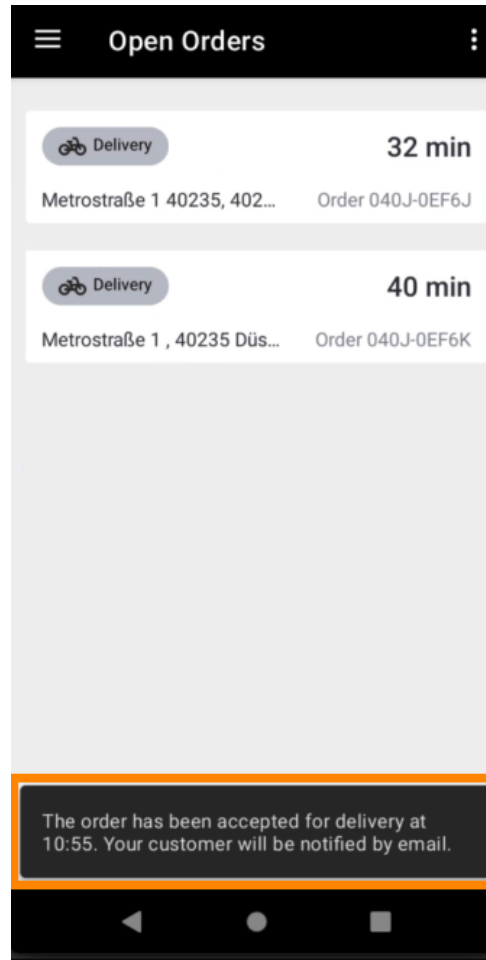 Open Orders
Delivery
32 min
Metrostraße 1 40235, 402...
Order 040J-0EF6J
Delivery
40 min
Metrostraße 1 , 40235 Düs...
Order 040J-0EF6K
The order has been accepted for delivery at
10:55. Your customer will be notified by email.